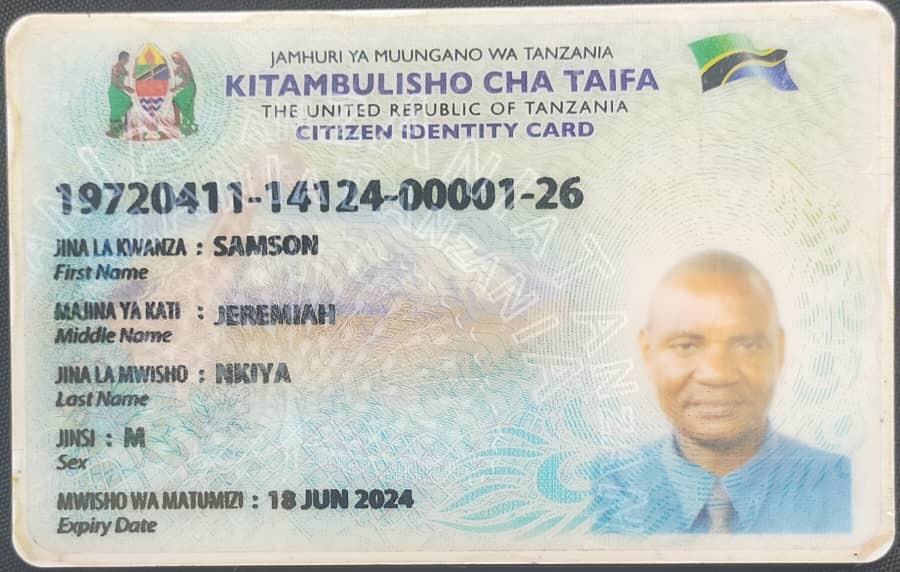 JAMHURI YA MUUNGANO WA TANZANIA
KITAMBULISHO CHA TAIFA
THE UNITED REPUBLIC OF TANZANIA
CITIZEN IDENTITY CARD
19720411-14124-00001-26
JINA LA KWANZA : SAMSON
First Name
MAJINA YA KATI : JEREMIAH
Middle Name
JINA LA MWISHO : NKIYA
Last Name
JINSI : M
Sex
MWISHO WA MATUMIZI : 18 JUN 2024
Expiry Date